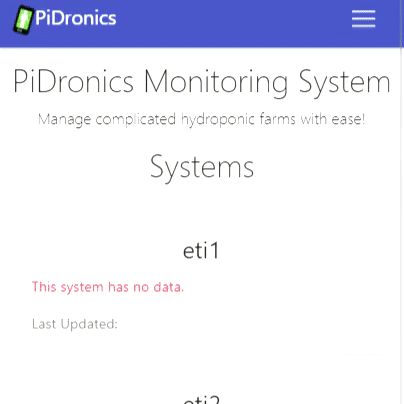 PiDronics
PiDronics Monitoring System
Manage complicated hydroponic farms with ease!
Systems
eti1
This system has no data.
Last Updated:
eti2